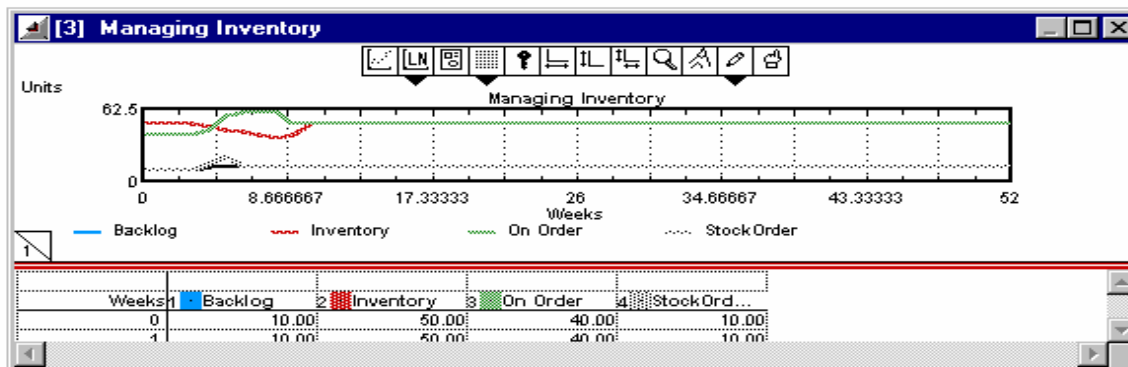 [3] Managing Inventory
LN
Units
Managing Inventory
62.5
0
0 8.666667 17.33333 26 34.66667 43.33333 52
Weeks
Backlog Inventory On Order StockOrder
1
Weeks 1 Backlog 2 Inventory 3 On Order 4 StockOrd...
0 10.00 50.00 40.00 10.00
1 10.00 50.00 40.00 10.00